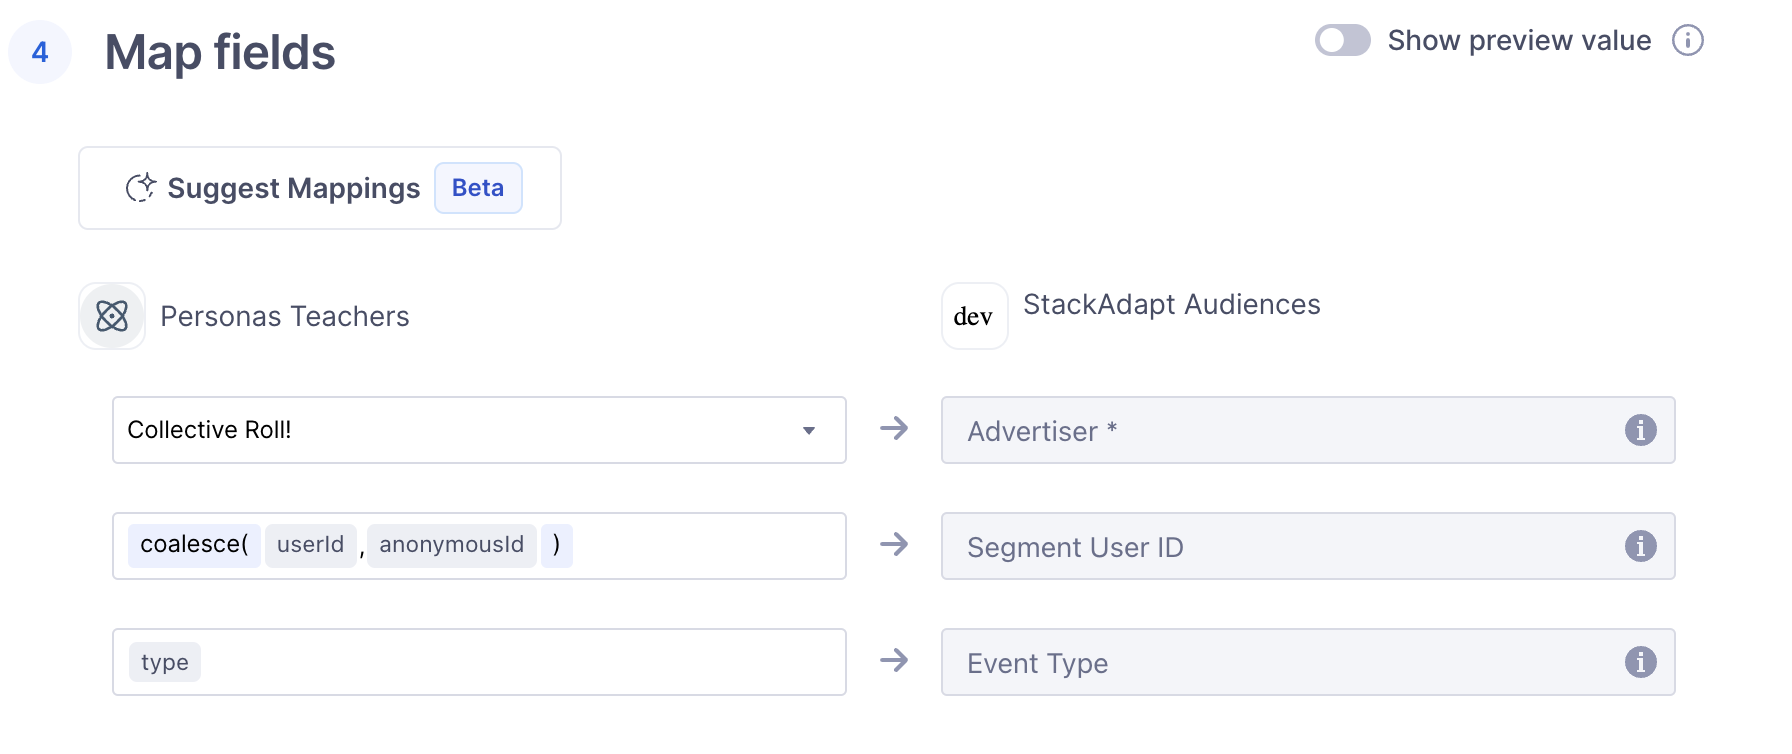 4 Map fields
Show preview value
Suggest Mappings Beta
Personas Teachers
dev StackAdapt Audiences
Collective Roll!
Advertiser *
coalesce( userId , anonymousId )
Segment User ID
type
Event Type